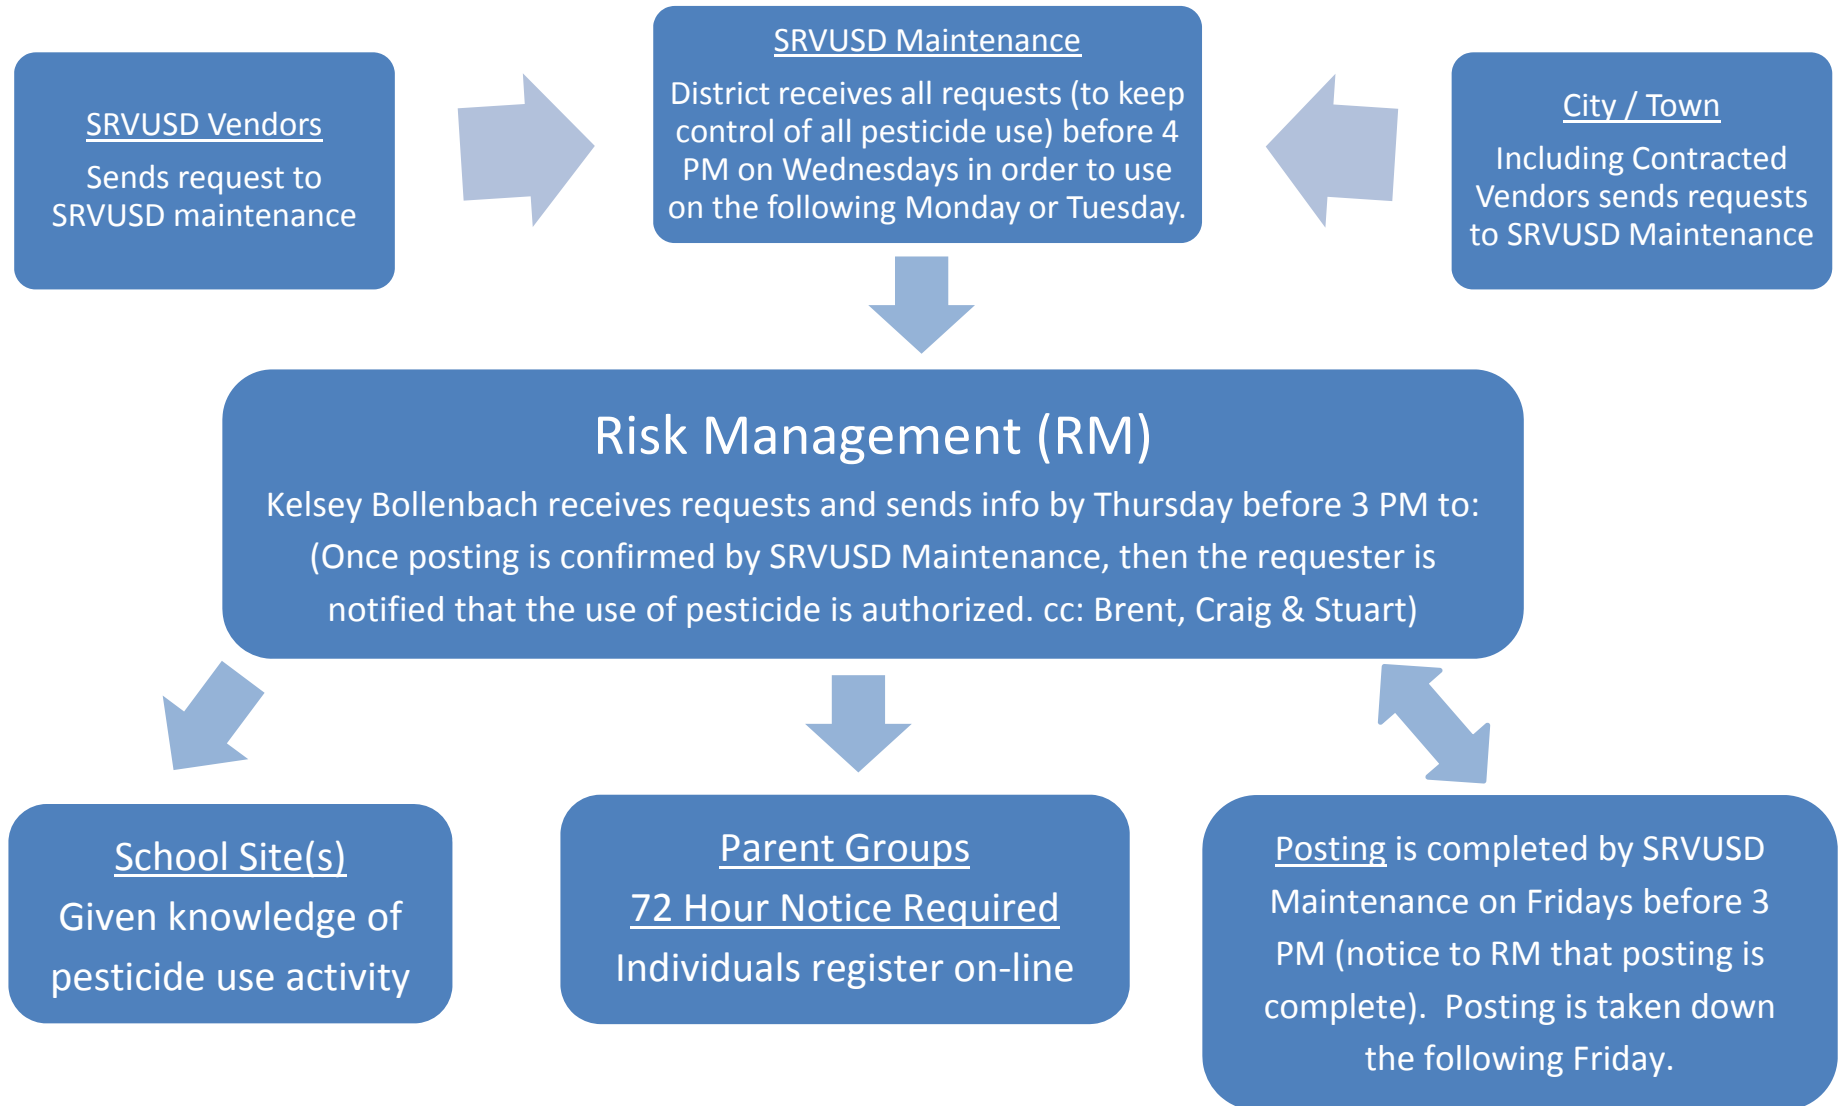 SRVUSD Vendors
Sends request to
SRVUSD maintenance
SRVUSD Maintenance
District receives all requests (to keep
control of all pesticide use) before 4
PM on Wednesdays in order to use
on the following Monday or Tuesday.
City / Town
Including Contracted
Vendors sends requests
to SRVUSD Maintenance
Risk Management (RM)
Kelsey Bollenbach receives requests and sends info by Thursday before 3 PM to:
(Once posting is confirmed by SRVUSD Maintenance, then the requester is
notified that the use of pesticide is authorized. cc: Brent, Craig & Stuart)
School Site(s)
Given knowledge of
pesticide use activity
Parent Groups
72 Hour Notice Required
Individuals register on-line
Posting is completed by SRVUSD
Maintenance on Fridays before 3
PM (notice to RM that posting is
complete).  Posting is taken down
the following Friday.